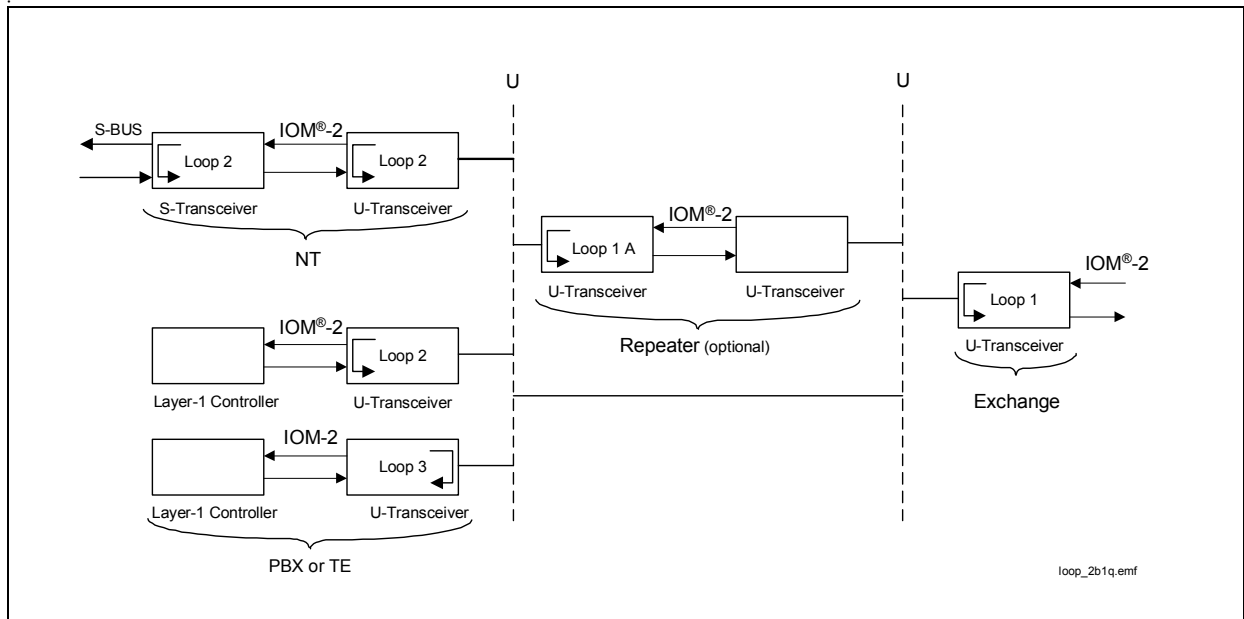 U
U
S-BUS
IOM®-2
Loop 2
Loop 2
S-Transceiver
U-Transceiver
NT
IOM®-2
Loop 1 A
U-Transceiver
U-Transceiver
Repeater (optional)
IOM®-2
Loop 1
U-Transceiver
Exchange
IOM®-2
Loop 2
Layer-1 Controller
U-Transceiver
IOM-2
Loop 3
Layer-1 Controller
U-Transceiver
PBX or TE
loop_2b1q.emf